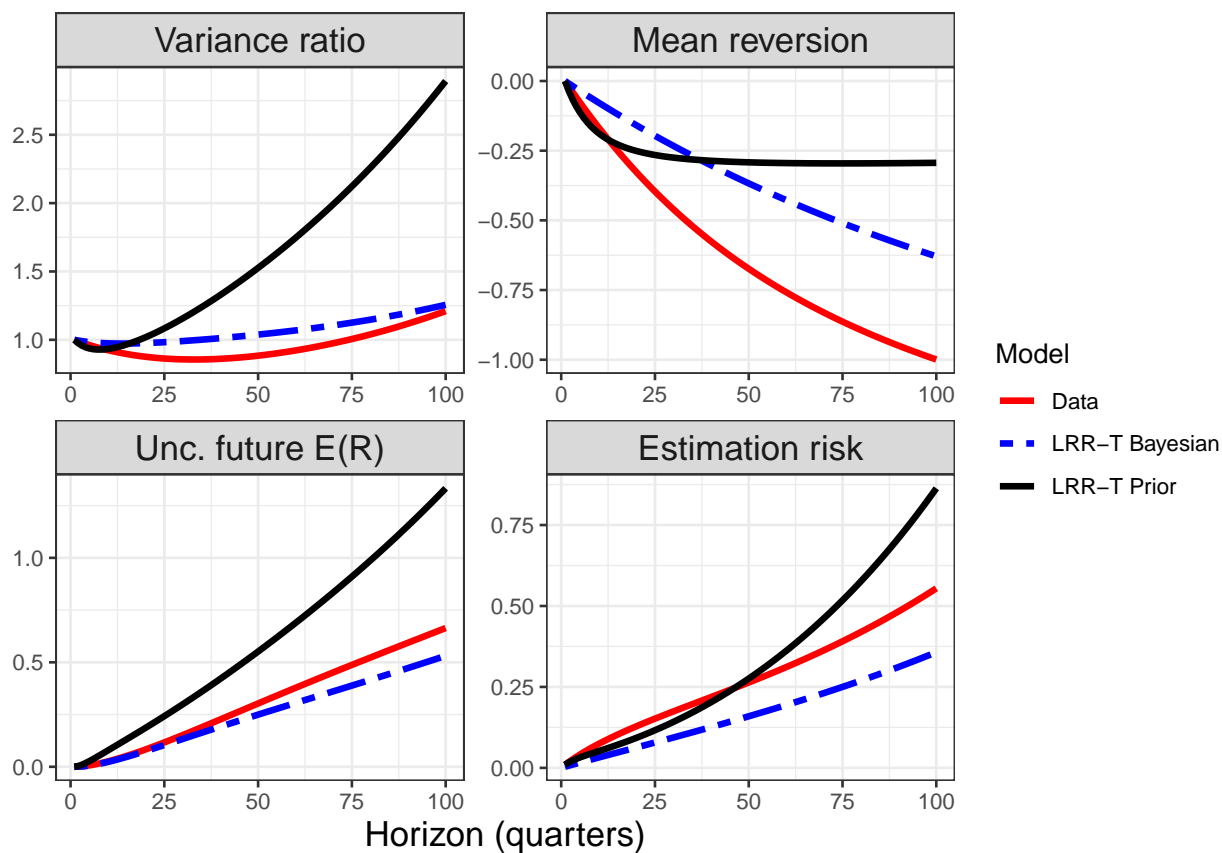 Variance ratio
Mean reversion
2.5
2.0
1.5
1.0
0 25 50 75 100
0.00
−0.25
−0.50
−0.75
−1.00
0 25 50 75 100
Unc. future E(R)
Estimation risk
1.0
0.5
0.0
0 25 50 75 100
0.75
0.50
0.25
0.00
0 25 50 75 100
Horizon (quarters)
Model
Data
LRR−T Bayesian
LRR−T Prior